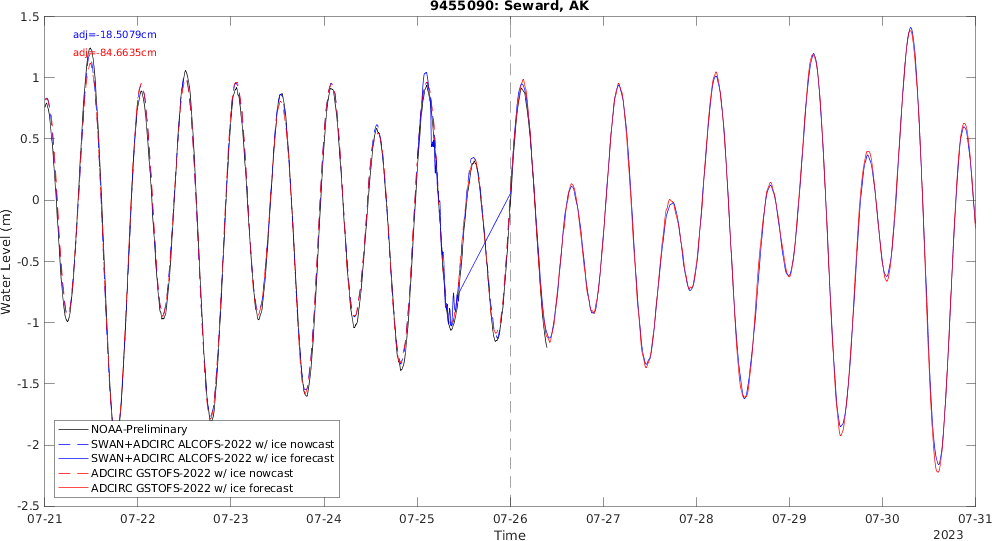 9455090: Seward, AK
adj=-18.5079cm
adj=-84.6635cm
Water Level (m)
1.5
1
0.5
0
-0.5
-1
-1.5
-2
-2.5
NOAA-Preliminary
SWAN+ADCIRC ALCOFS-2022 w/ ice nowcast
SWAN+ADCIRC ALCOFS-2022 w/ ice forecast
ADCIRC GSTOFS-2022 w/ ice nowcast
ADCIRC GSTOFS-2022 w/ ice forecast
07-21 07-22 07-23 07-24 07-25 07-26 07-27 07-28 07-29 07-30 07-31
Time
2023